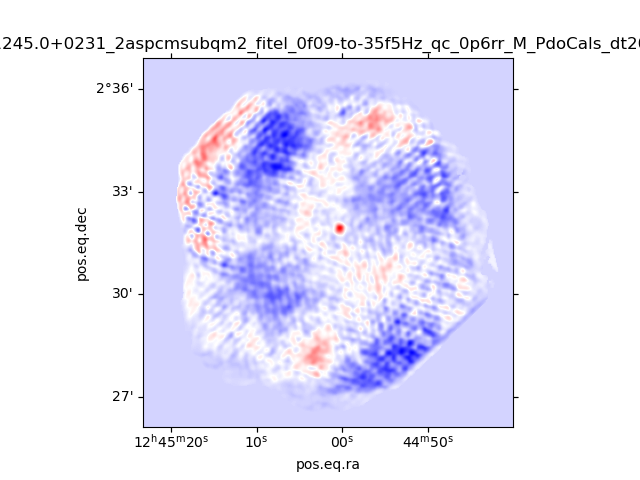 1245.0+0231_2aspcmsubqm2_fitel_0f09-to-35f5Hz_qc_0p6rr_M_PdoCals_dt20
2°36'
33'
30'
27'
pos.eq.dec
12ʰ45ᵐ20ˢ 10ˢ 00ˢ 44ᵐ50ˢ
pos.eq.ra